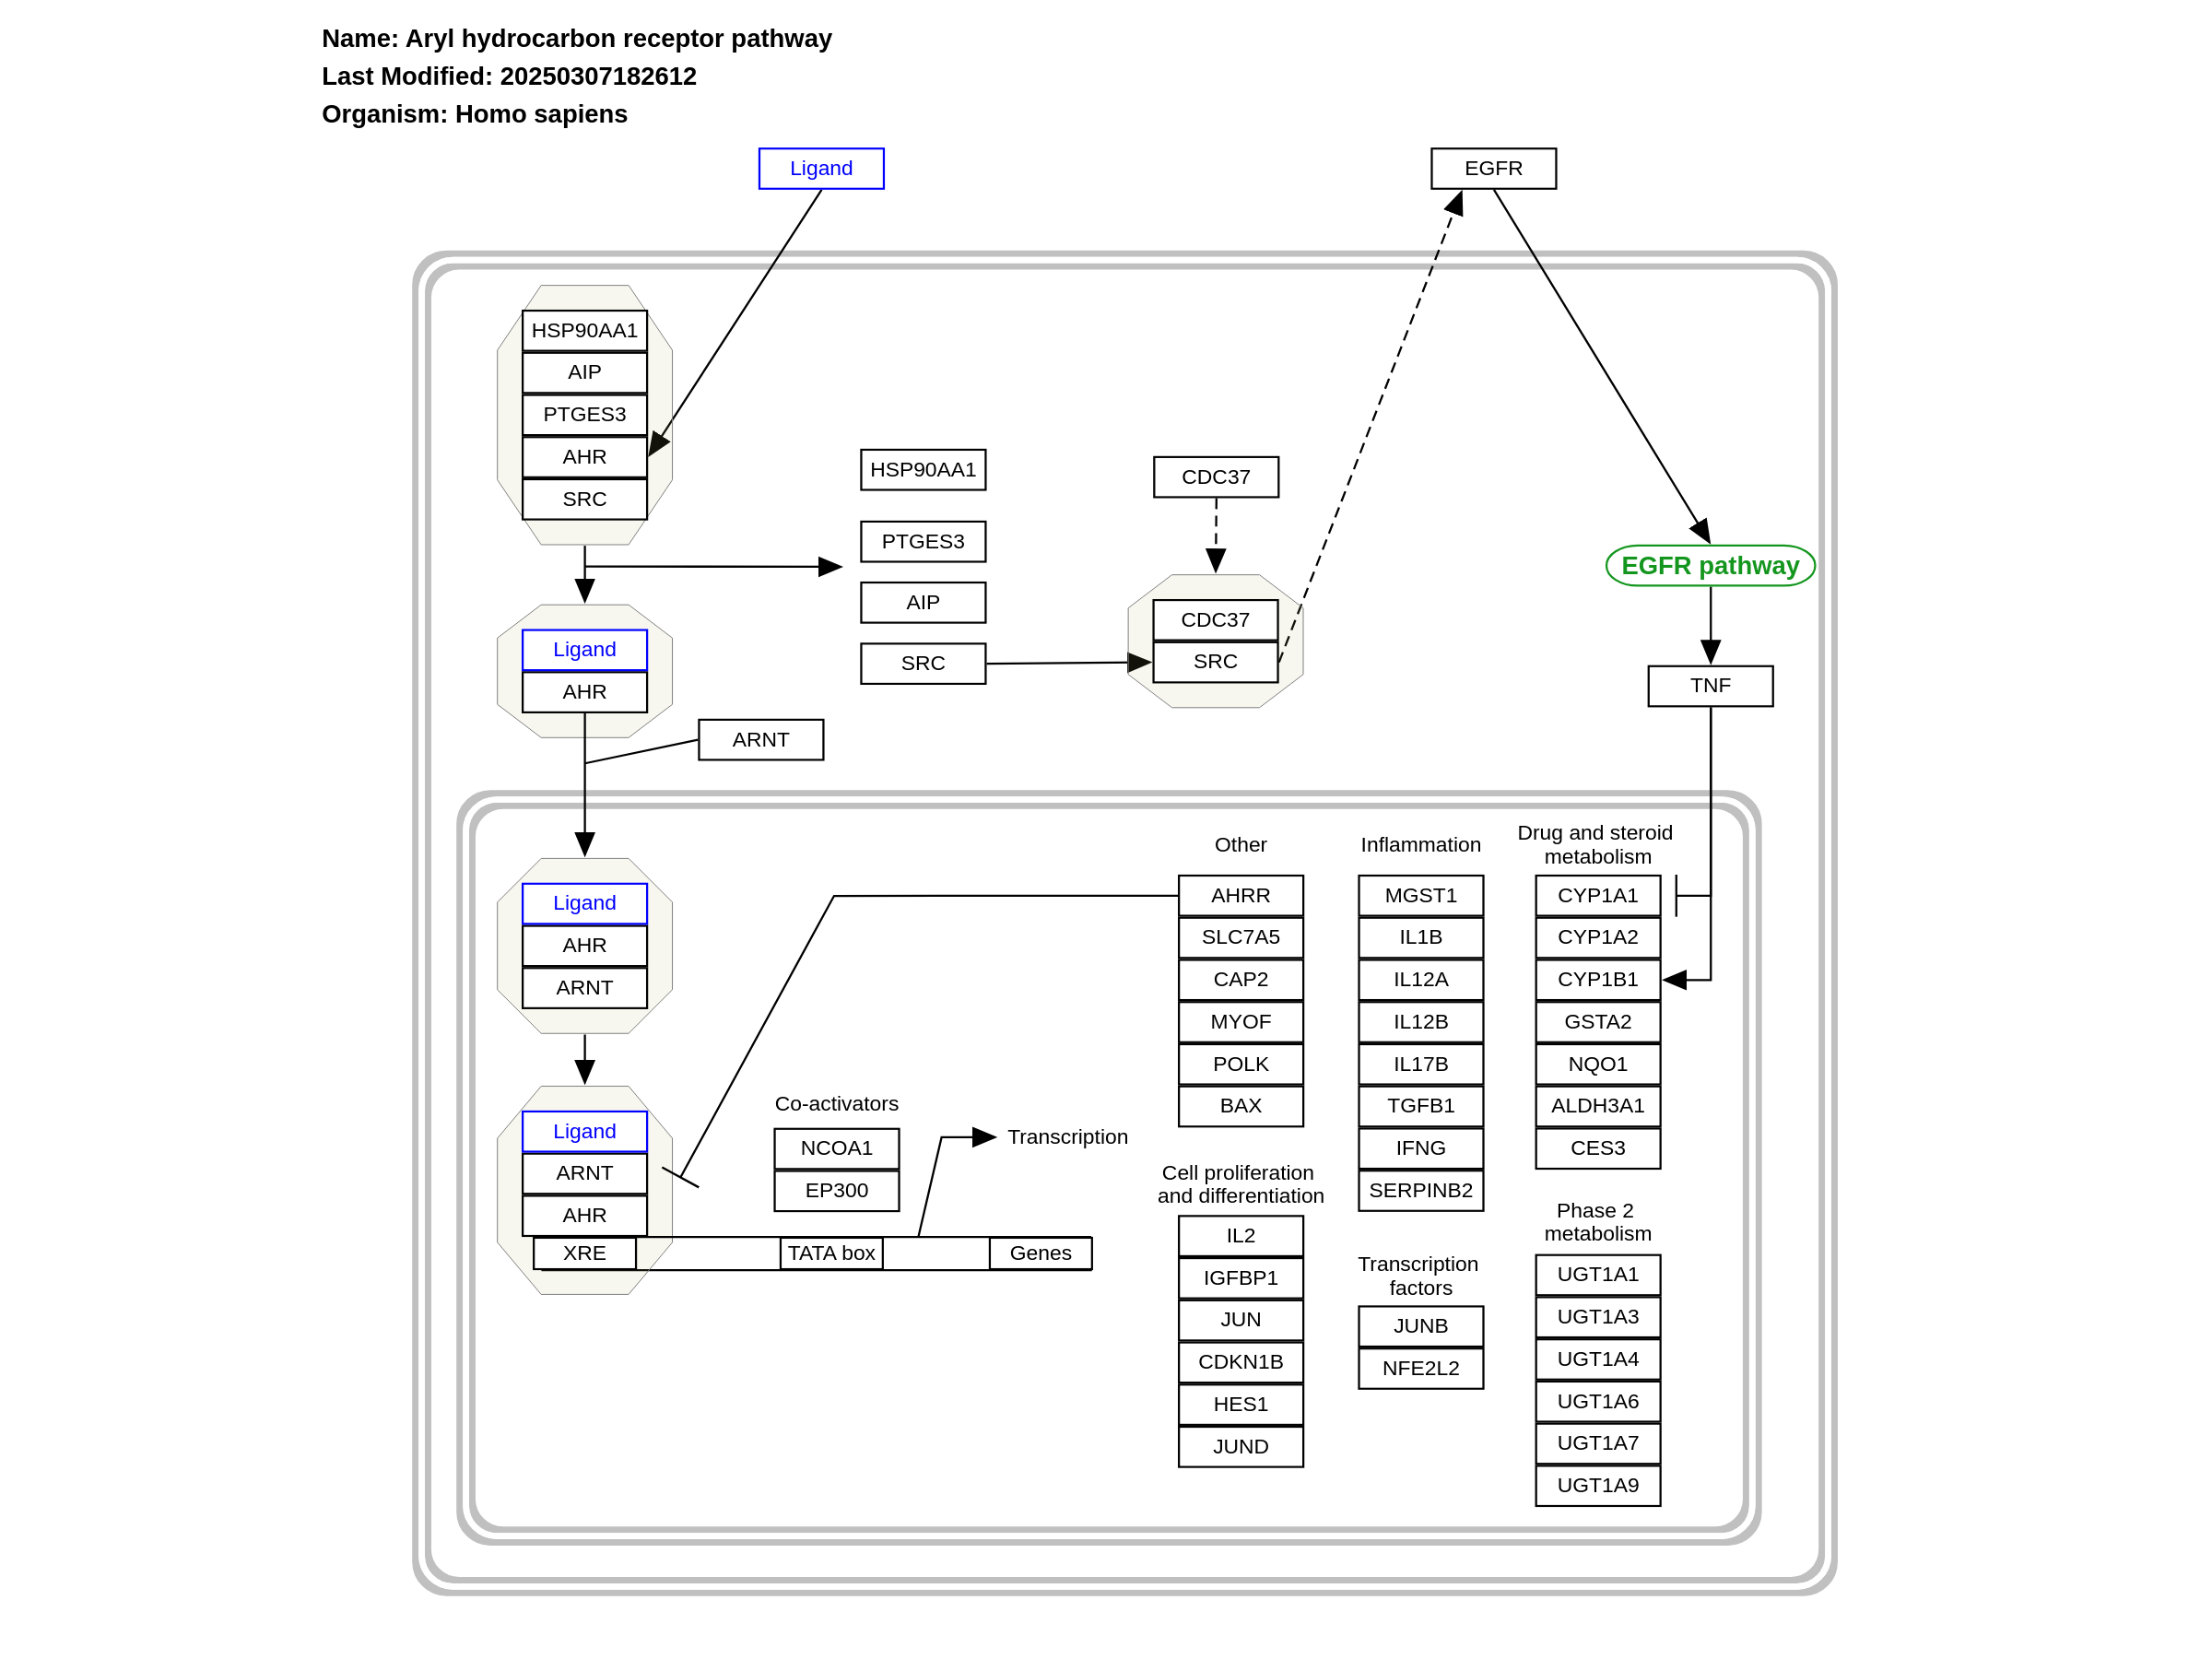 Name: Aryl hydrocarbon receptor pathway
Last Modified: 20250307182612
Organism: Homo sapiens
Ligand
EGFR
HSP90AA1
AIP
PTGES3
AHR
SRC
HSP90AA1
PTGES3
AIP
SRC
CDC37
CDC37
SRC
EGFR pathway
TNF
Ligand
AHR
ARNT
Ligand
AHR
ARNT
Ligand
ARNT
AHR
XRE
TATA box
Genes
Co-activators
NCOA1
EP300
Transcription
Other
AHRR
SLC7A5
CAP2
MYOF
POLK
BAX
Cell proliferation
and differentiation
IL2
IGFBP1
JUN
CDKN1B
HES1
JUND
Inflammation
MGST1
IL1B
IL12A
IL12B
IL17B
TGFB1
IFNG
SERPINB2
Transcription
factors
JUNB
NFE2L2
Drug and steroid
metabolism
CYP1A1
CYP1A2
CYP1B1
GSTA2
NQO1
ALDH3A1
CES3
Phase 2
metabolism
UGT1A1
UGT1A3
UGT1A4
UGT1A6
UGT1A7
UGT1A9